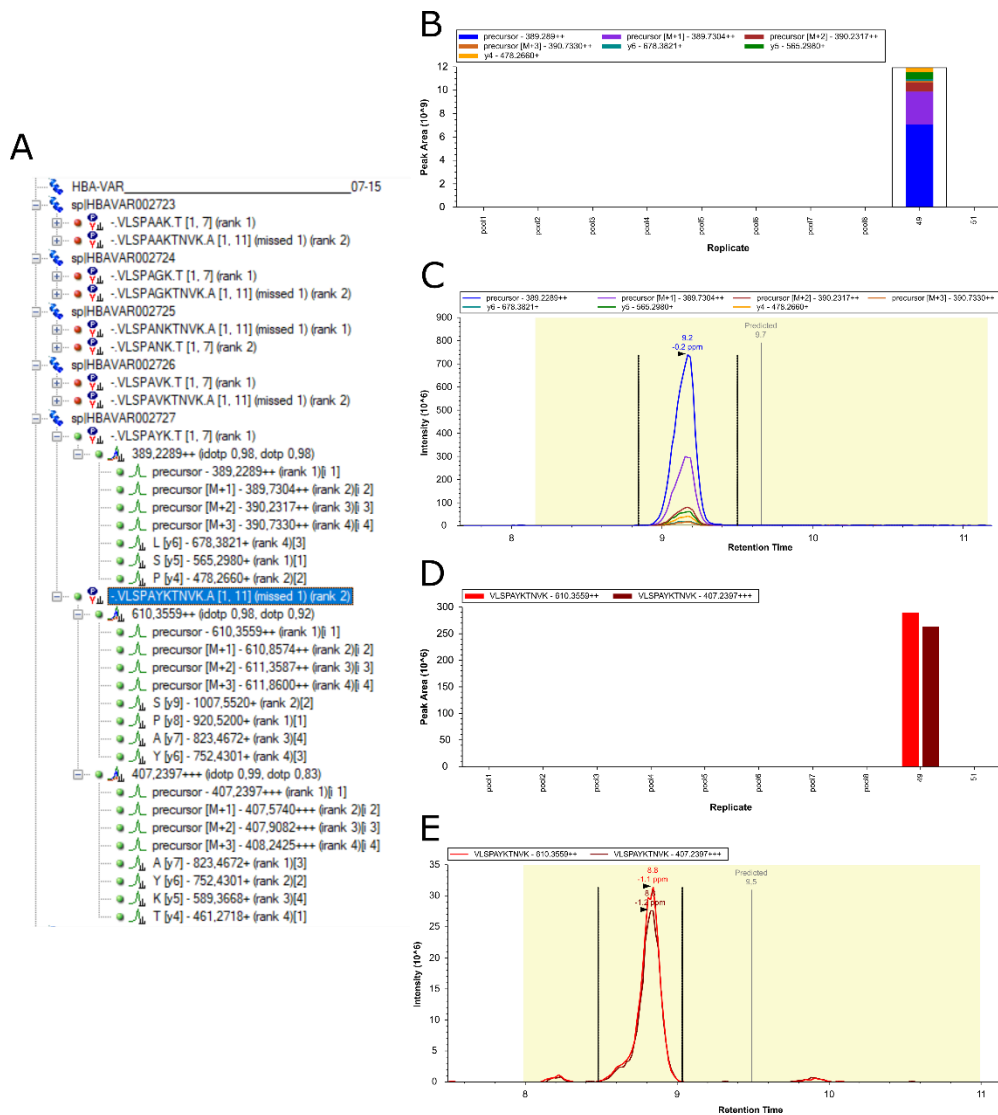 A
HBA-VAR________________________________07-15
sp|HBAVAR002723
-.VLSPAAK.T [1, 7] (rank 1)
-.VLSPAAKTNVK.A [1, 11] (missed 1) (rank 2)
sp|HBAVAR002724
-.VLSPAGK.T [1, 7] (rank 1)
-.VLSPAGKTNVK.A [1, 11] (missed 1) (rank 2)
sp|HBAVAR002725
-.VLSPANKTNVK.A [1, 11] (missed 1) (rank 1)
-.VLSPANK.T [1, 7] (rank 2)
sp|HBAVAR002726
-.VLSPAVK.T [1, 7] (rank 1)
-.VLSPAVKTNVK.A [1, 11] (missed 1) (rank 2)
sp|HBAVAR002727
-.VLSPAYK.T [1, 7] (rank 1)
389,2289++ (idotp 0,98, dotp 0,98)
precursor - 389,2289++ (irank 1)[i 1]
precursor [M+1] - 389,7304++ (irank 2)[i 2]
precursor [M+2] - 390,2317++ (irank 3)[i 3]
precursor [M+3] - 390,7330++ (irank 4)[i 4]
L [y6] - 678,3821+ (rank 4)[3]
S [y5] - 565,2980+ (rank 1)[1]
P [y4] - 478,2660+ (rank 2)[2]
-.VLSPAYKTNVK.A [1, 11] (missed 1) (rank 2)
610,3559++ (idotp 0,98, dotp 0,92)
precursor - 610,3559++ (irank 1)[i 1]
precursor [M+1] - 610,8574++ (irank 2)[i 2]
precursor [M+2] - 611,3587++ (irank 3)[i 3]
precursor [M+3] - 611,8600++ (irank 4)[i 4]
S [y9] - 1007,5520+ (rank 2)[2]
P [y8] - 920,5200+ (rank 1)[1]
A [y7] - 823,4672+ (rank 3)[4]
Y [y6] - 752,4301+ (rank 4)[3]
407,2397+++ (idotp 0,99, dotp 0,83)
precursor - 407,2397+++ (irank 1)[i 1]
precursor [M+1] - 407,5740+++ (irank 2)[i 2]
precursor [M+2] - 407,9082+++ (irank 3)[i 3]
precursor [M+3] - 408,2425+++ (irank 4)[i 4]
A [y7] - 823,4672+ (rank 1)[3]
Y [y6] - 752,4301+ (rank 2)[2]
K [y5] - 589,3668+ (rank 3)[4]
T [y4] - 461,2718+ (rank 4)[1]
B
precursor - 389.289++ precursor [M+1] - 389.7304++ precursor [M+2] - 390.2317++
precursor [M+3] - 390.7330++ y6 - 678.3821+ y5 - 565.2980+
y4 - 478.2660+
Peak Area (10^9)
12
10
8
6
4
2
0
pool1 pool2 pool3 pool4 pool5 pool6 pool7 pool8 49 51
Replicate
C
precursor - 389.2289++ precursor [M+1] - 389.7304++ precursor [M+2] - 390.2317++ precursor [M+3] - 390.7330++
y6 - 678.3821+ y5 - 565.2980+ y4 - 478.2660+
Intensity (10^6)
900
800
700
600
500
400
300
200
100
0
9.2
-0.2 ppm
Predicted
9.7
8 9 10 11
Retention Time
D
VLSPAYKTNVK - 610.3559++ VLSPAYKTNVK - 407.2397+++
Peak Area (10^6)
300
250
200
150
100
50
0
pool1 pool2 pool3 pool4 pool5 pool6 pool7 pool8 49 51
Replicate
E
VLSPAYKTNVK - 610.3559++ VLSPAYKTNVK - 407.2397+++
Intensity (10^6)
35
30
25
20
15
10
5
0
8.8
-1.1 ppm
-1.2 ppm
Predicted
9.5
8 9 10 11
Retention Time